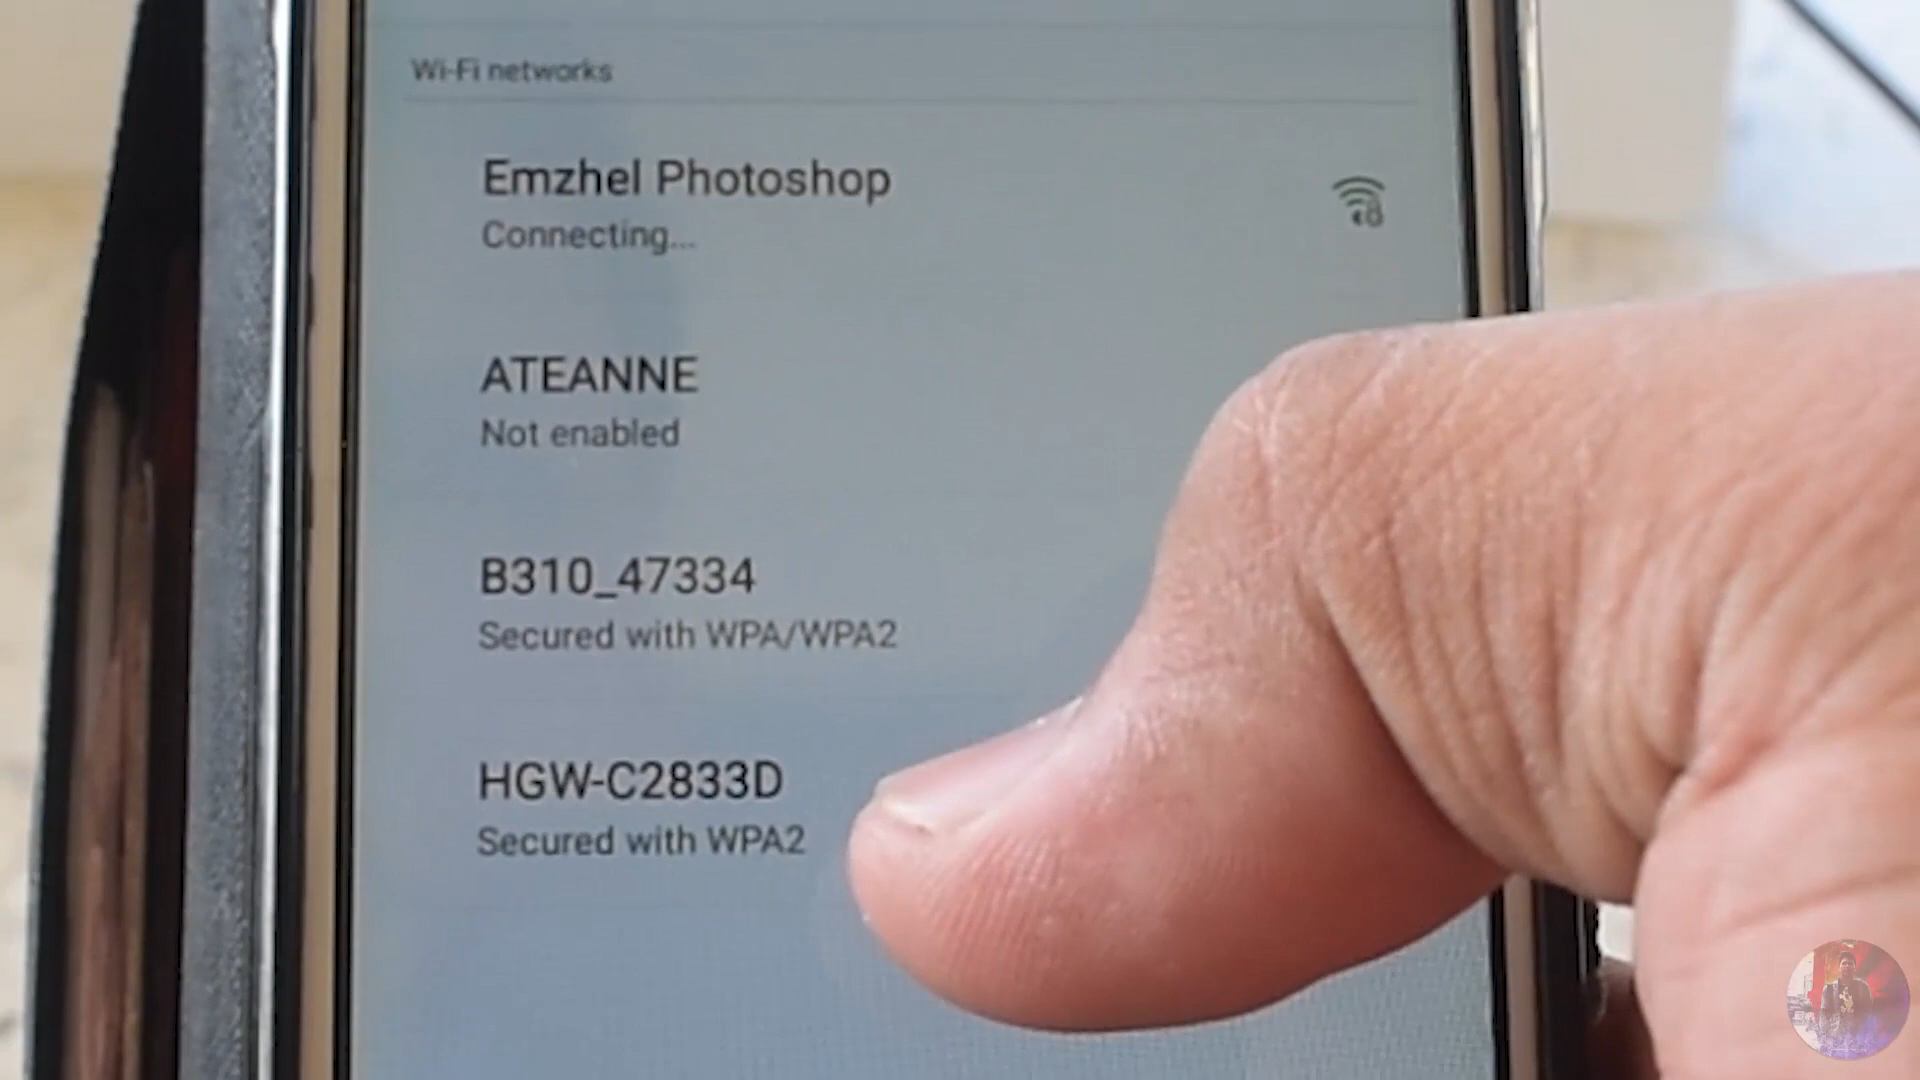 Wi-Fi networks
Emzhel Photoshop
Connecting...
ATEANNE
Not enabled
B310_47334
Secured with WPA/WPA2
HGW-C2833D
Secured with WPA2